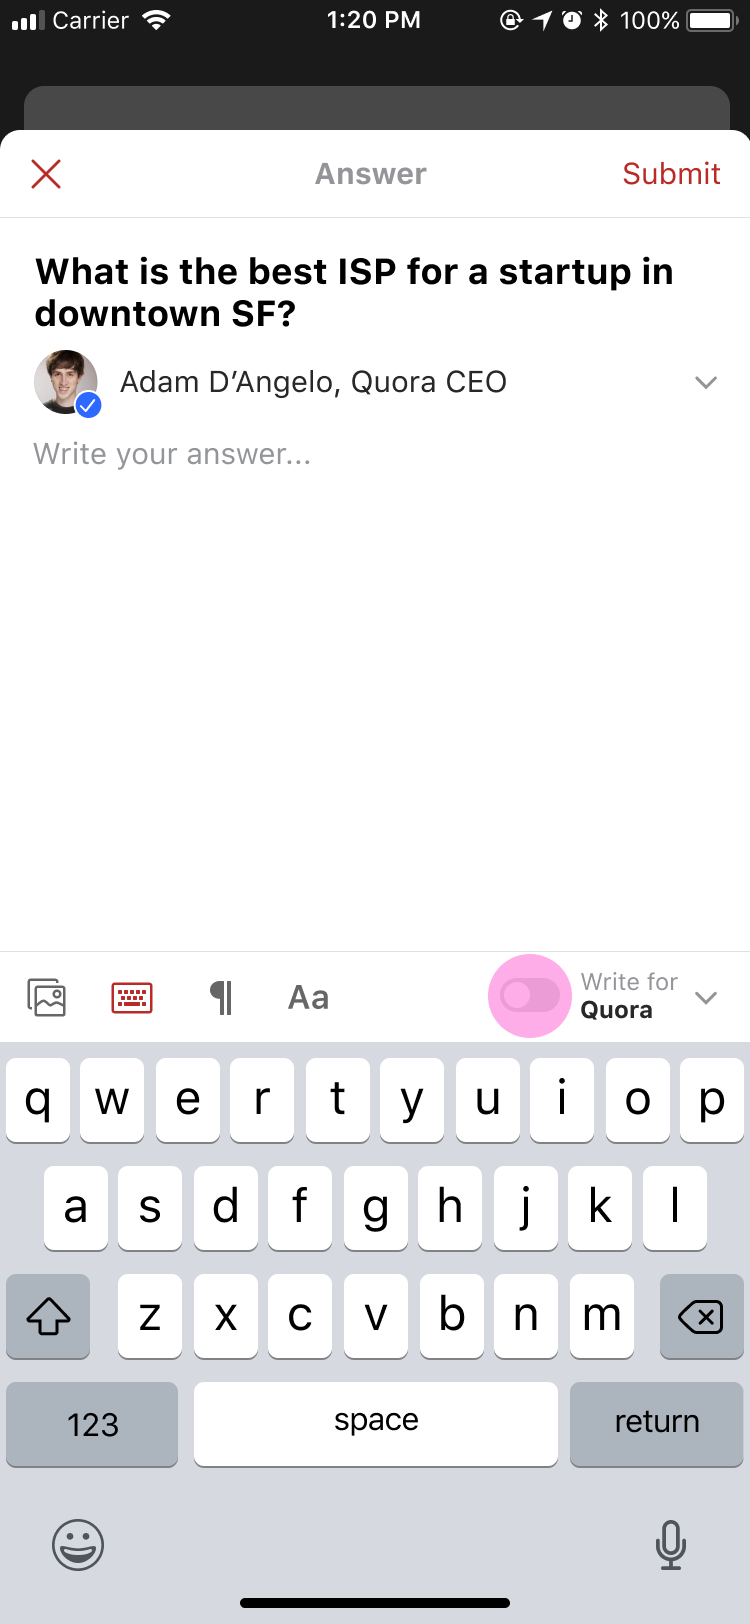 Carrier 1:20 PM 100%
Answer Submit
What is the best ISP for a startup in
downtown SF?
Adam D’Angelo, Quora CEO
Write your answer...
Aa Write for
Quora
q w e r t y u i o p
a s d f g h j k l
z x c v b n m
123 space return